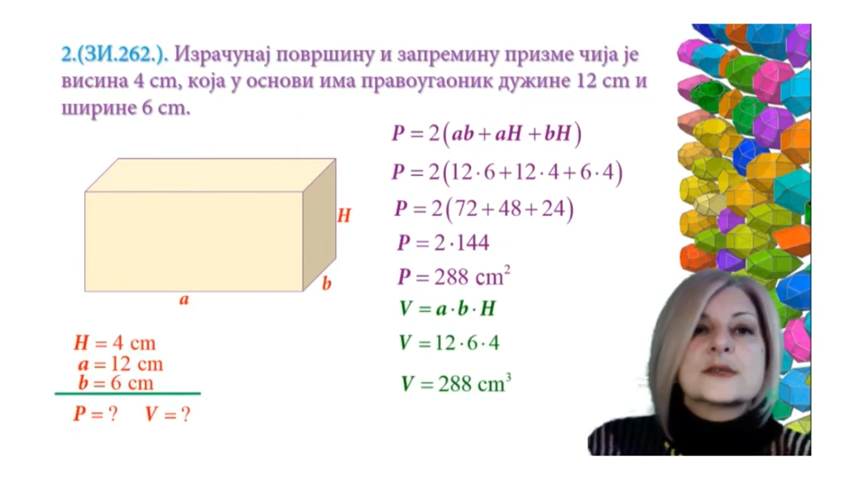 2.(ЗИ.262.). Израчунај површину и запремину призме чија је
висина 4 cm, која у основи има правоугаоник дужине 12 cm и
ширине 6 cm.
P = 2(ab + aH + bH)
P = 2(12·6+12·4+6·4)
P = 2(72+48+24)
P = 2·144
P = 288 cm²
V = a·b·H
V = 12·6·4
V = 288 cm³
H
b
a
H = 4 cm
a = 12 cm
b = 6 cm
P = ? V = ?